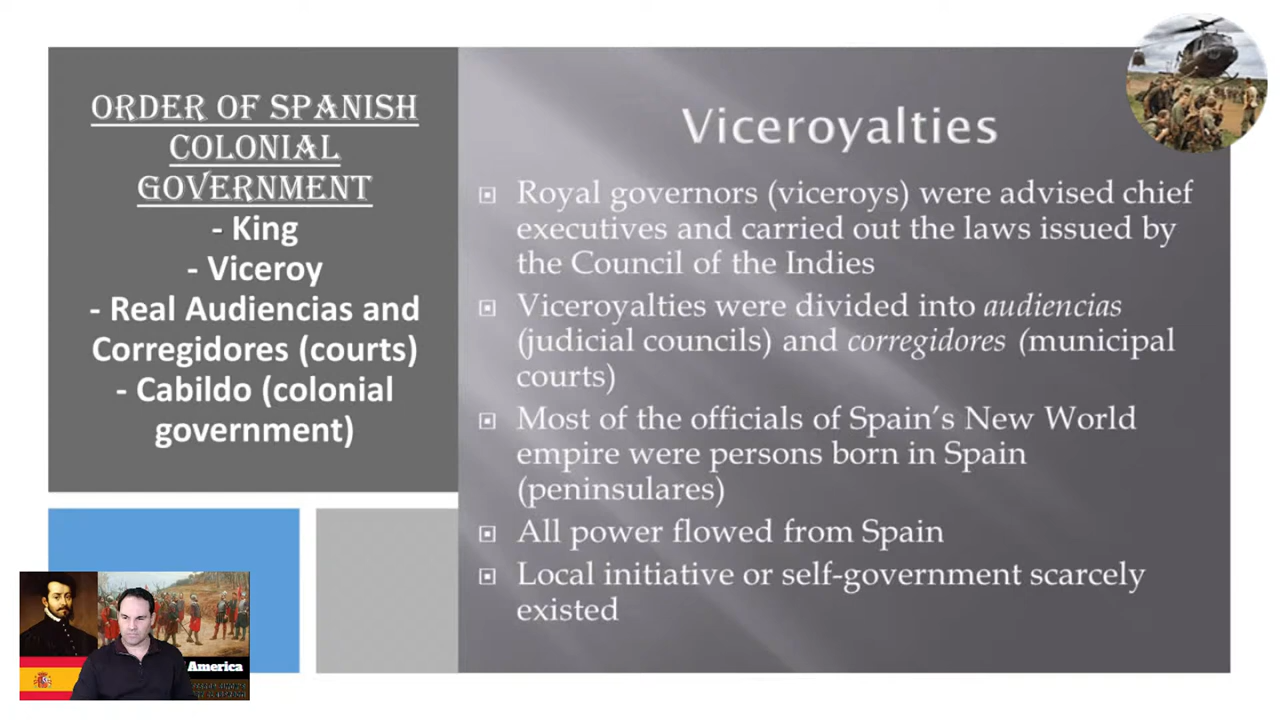 ORDER OF SPANISH
COLONIAL
GOVERNMENT
- King
- Viceroy
- Real Audiencias and
Corregidores (courts)
- Cabildo (colonial
government)
Viceroyalties
Royal governors (viceroys) were advised chief
executives and carried out the laws issued by
the Council of the Indies
Viceroyalties were divided into audiencias
(judicial councils) and corregidores (municipal
courts)
Most of the officials of Spain's New World
empire were persons born in Spain
(peninsulares)
All power flowed from Spain
Local initiative or self-government scarcely
existed
America